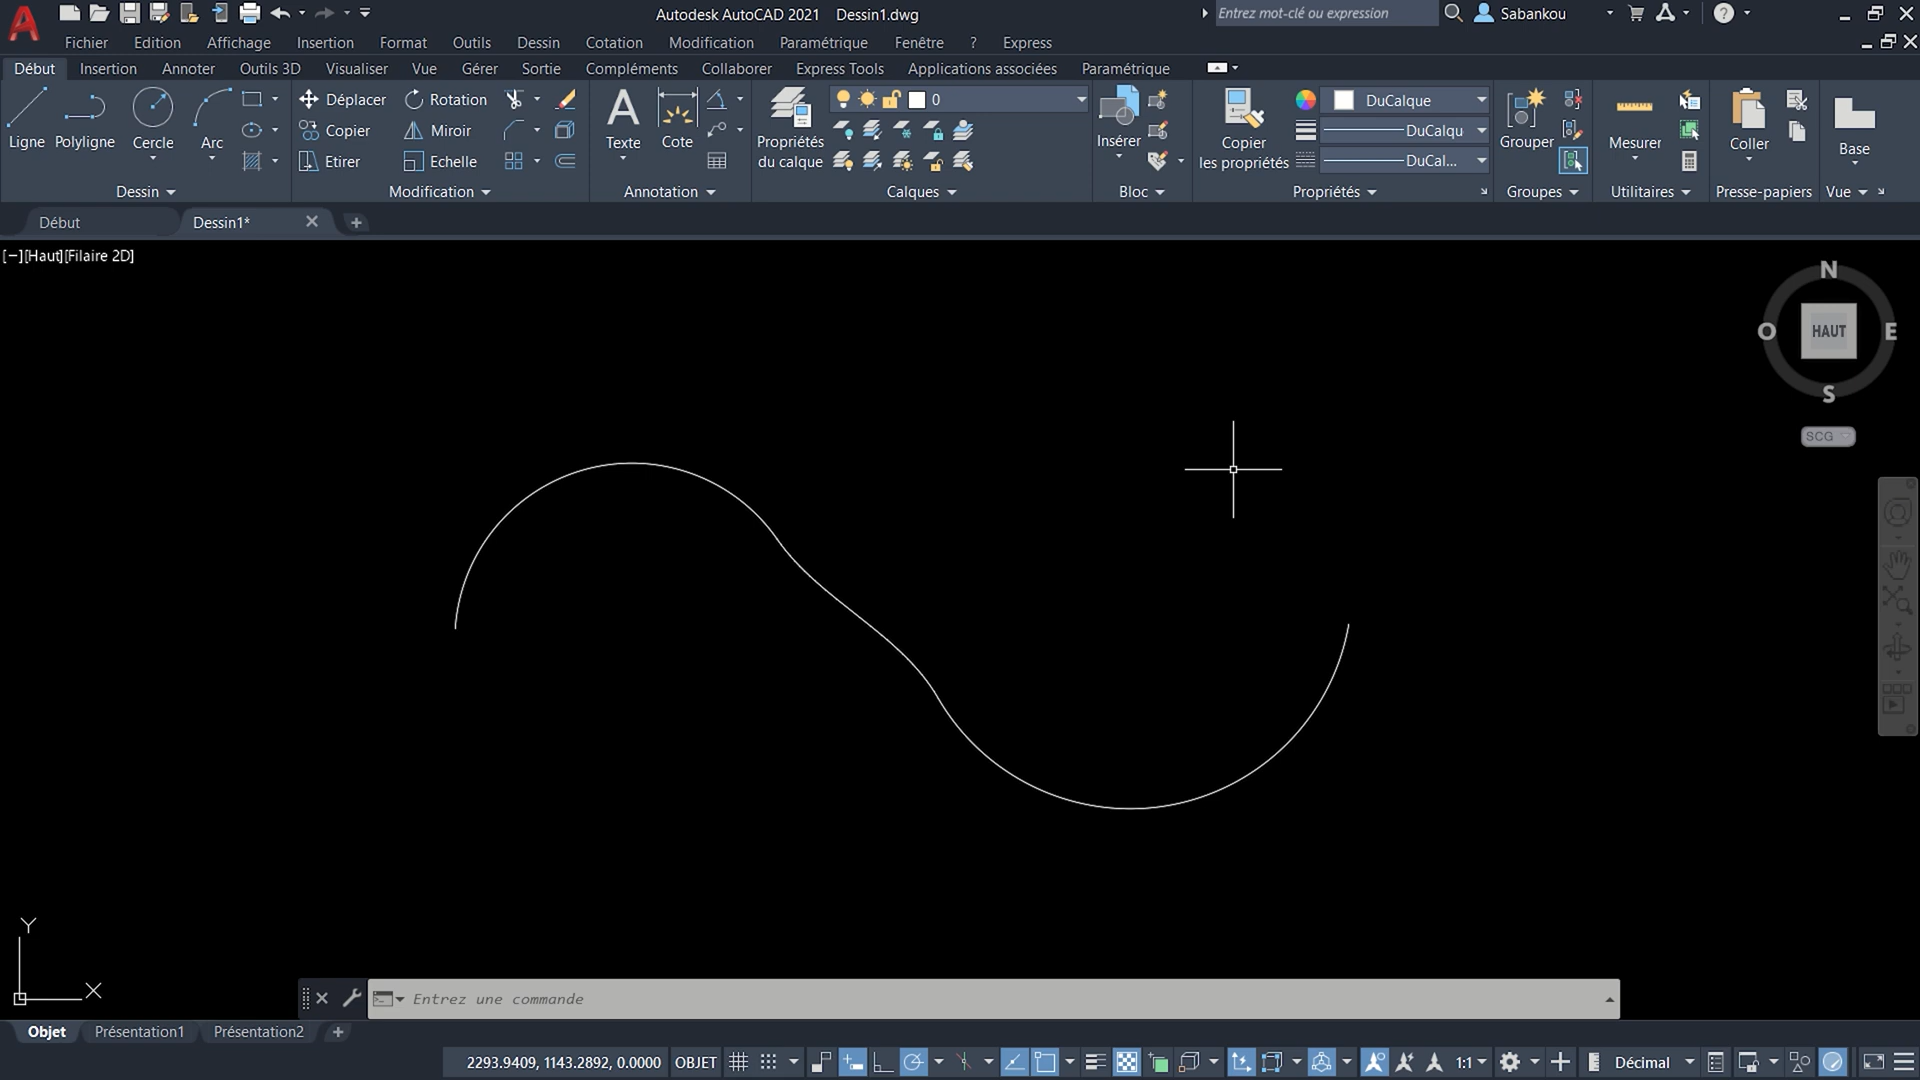 Autodesk AutoCAD 2021 Dessin1.dwg
Entrez mot-clé ou expression
Sabankou
?
Fichier Edition Affichage Insertion Format Outils Dessin Cotation Modification Paramétrique Fenêtre ? Express
Début Insertion Annoter Outils 3D Visualiser Vue Gérer Sortie Compléments Collaborer Express Tools Applications associées Paramétrique
Ligne Polyligne Cercle Arc
Déplacer Rotation
Copier Miroir
Etirer Echelle
A
Texte Cote
Propriétés
du calque
0
Insérer
Copier
les propriétés
DuCalque
DuCalqu
DuCal...
Grouper
Mesurer
Coller
Base
Dessin Modification Annotation Calques Bloc Propriétés Groupes Utilitaires Presse-papiers Vue
Début Dessin1*
[−][Haut][Filaire 2D]
N
O HAUT E
S
SCG
Y
X
Entrez une commande
Objet Présentation1 Présentation2
2293.9409, 1143.2892, 0.0000 OBJET 1:1 Décimal